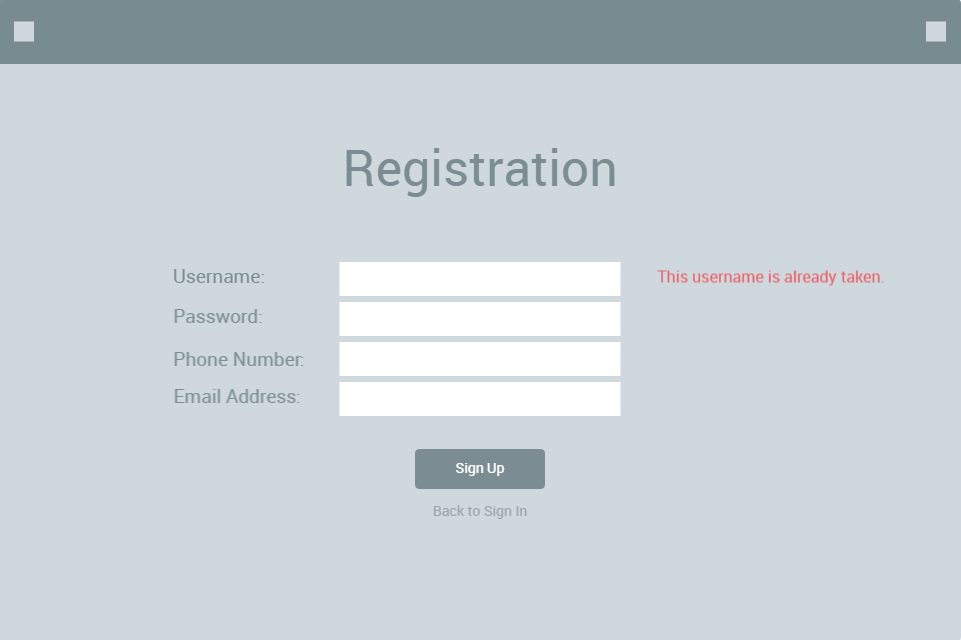 Registration
Username:
This username is already taken.
Password:
Phone Number:
Email Address:
Sign Up
Back to Sign In